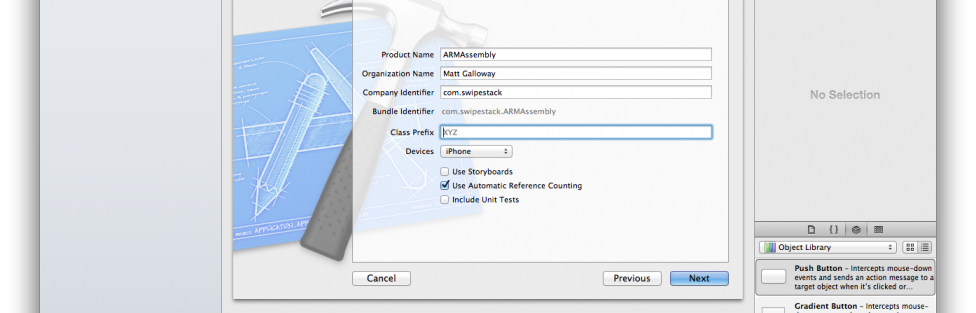 Product Name ARMAssembly
Organization Name Matt Galloway
Company Identifier com.swipestack
Bundle Identifier com.swipestack.ARMAssembly
Class Prefix XYZ
Devices iPhone
Use Storyboards
Use Automatic Reference Counting
Include Unit Tests
Cancel
Previous
Next
No Selection
{}
Object Library
Push Button – Intercepts mouse-down
events and sends an action message to a
target object when it's clicked or...
Gradient Button – Intercepts mouse-